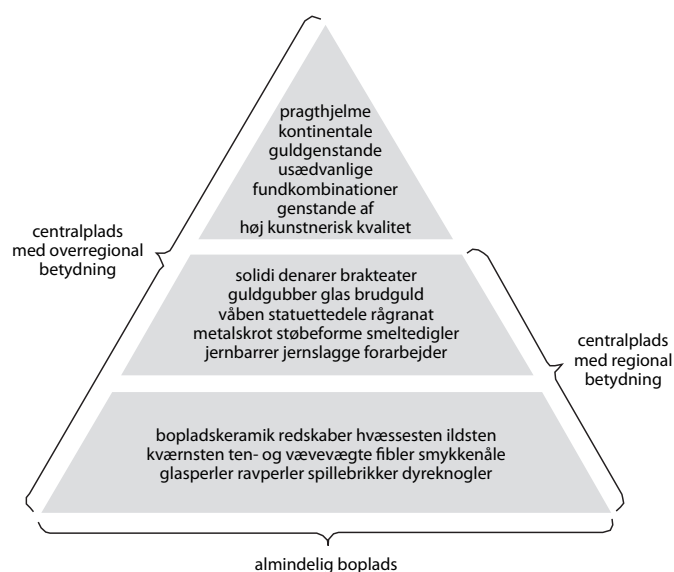 pragthjelme
kontinentale
guldgenstande
usædvanlige
fundkombinationer
genstande af
høj kunstnerisk kvalitet
centralplads
med overregional
betydning
solidi denarer brakteater
guldgubber glas brudguld
våben statuettedele rågranat
metalskrot støbeforme smeltedigler
jernbarrer jernslagge forarbejder
centralplads
med regional
betydning
bopladskeramik redskaber hvæssesten ildsten
kværnsten ten- og vævevægte fibler smykkenåle
glasperler ravperler spillebrikker dyreknogler
almindelig boplads